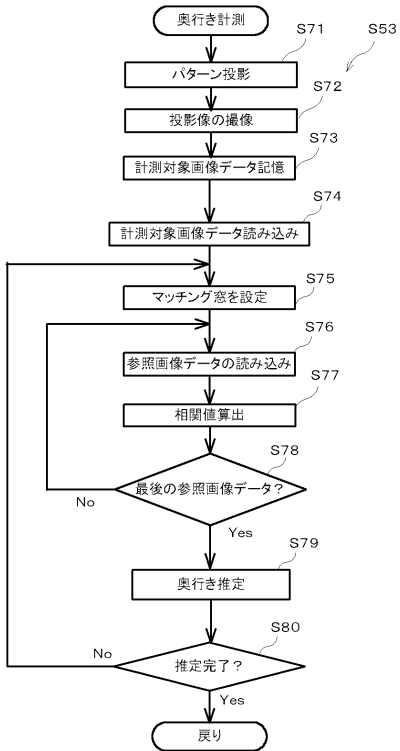 奥行き計測
S71
S53
パターン投影
S72
投影像の撮像
S73
計測対象画像データ記憶
S74
計測対象画像データ読み込み
S75
マッチング窓を設定
S76
参照画像データの読み込み
S77
相関値算出
S78
最後の参照画像データ？
No
Yes
S79
奥行き推定
S80
No
推定完了？
Yes
戻り